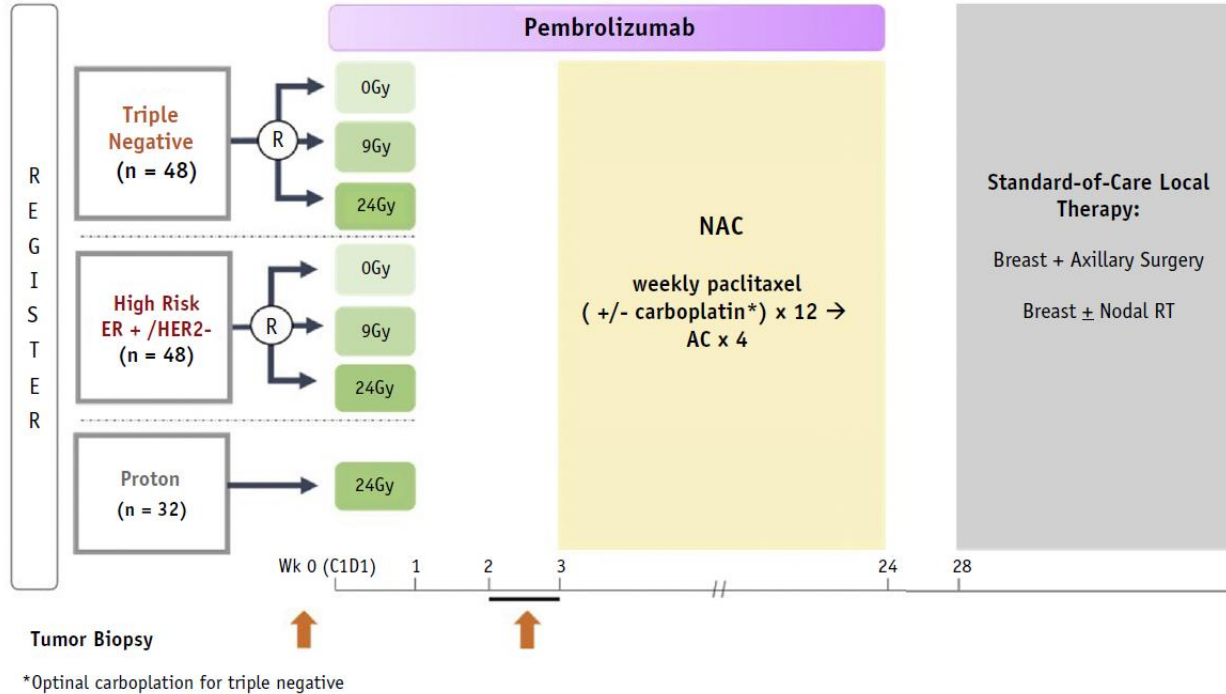 REGISTER
Pembrolizumab
Triple
Negative
(n = 48)
R
0Gy
9Gy
24Gy
High Risk
ER + /HER2-
(n = 48)
R
0Gy
9Gy
24Gy
Proton
(n = 32)
24Gy
NAC
weekly paclitaxel
( +/- carboplatin*) x 12 →
AC x 4
Standard-of-Care Local
Therapy:
Breast + Axillary Surgery
Breast ± Nodal RT
Wk 0 (C1D1) 1 2 3 // 24 28
Tumor Biopsy
*Optinal carboplation for triple negative